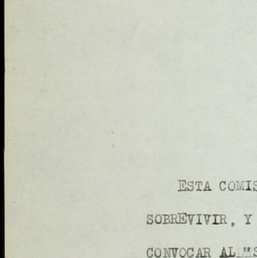 ESTA COMIS
SOBREVIVIR, Y
CONVOCAR AL "S